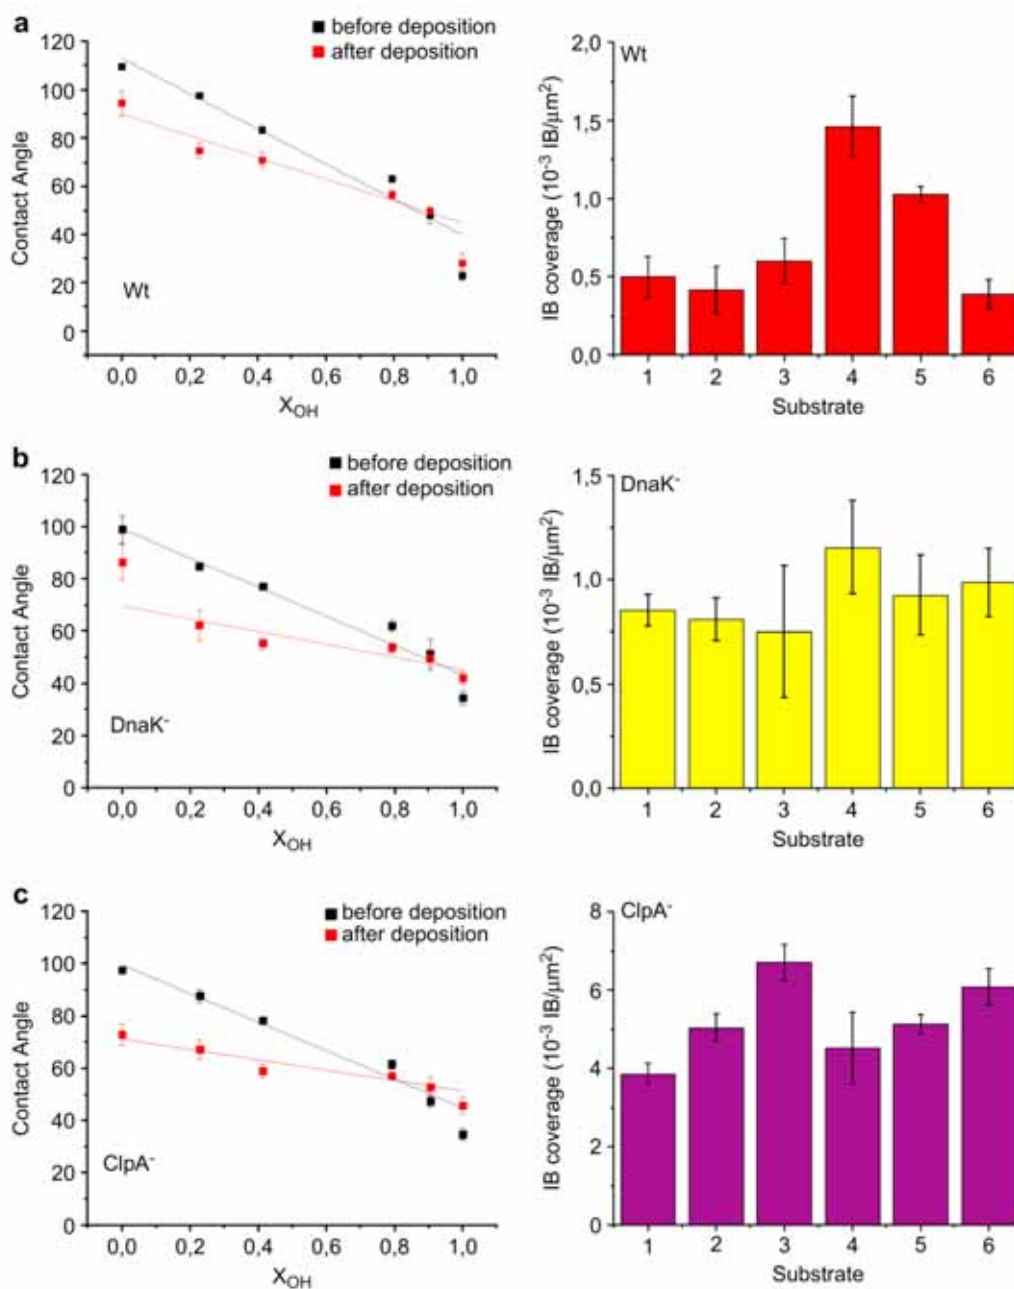 a
before deposition
after deposition
120
100
80
60
40
20
0
Contact Angle
Wt
0,0 0,2 0,4 0,6 0,8 1,0
X_OH
Wt
2,0
1,5
1,0
0,5
0,0
IB coverage (10⁻³ IB/µm²)
1 2 3 4 5 6
Substrate
b
before deposition
after deposition
120
100
80
60
40
20
0
Contact Angle
DnaK⁻
0,0 0,2 0,4 0,6 0,8 1,0
X_OH
DnaK⁻
1,5
1,0
0,5
0,0
IB coverage (10⁻³ IB/µm²)
1 2 3 4 5 6
Substrate
c
before deposition
after deposition
120
100
80
60
40
20
0
Contact Angle
ClpA⁻
0,0 0,2 0,4 0,6 0,8 1,0
X_OH
ClpA⁻
8
6
4
2
0
IB coverage (10⁻³ IB/µm²)
1 2 3 4 5 6
Substrate